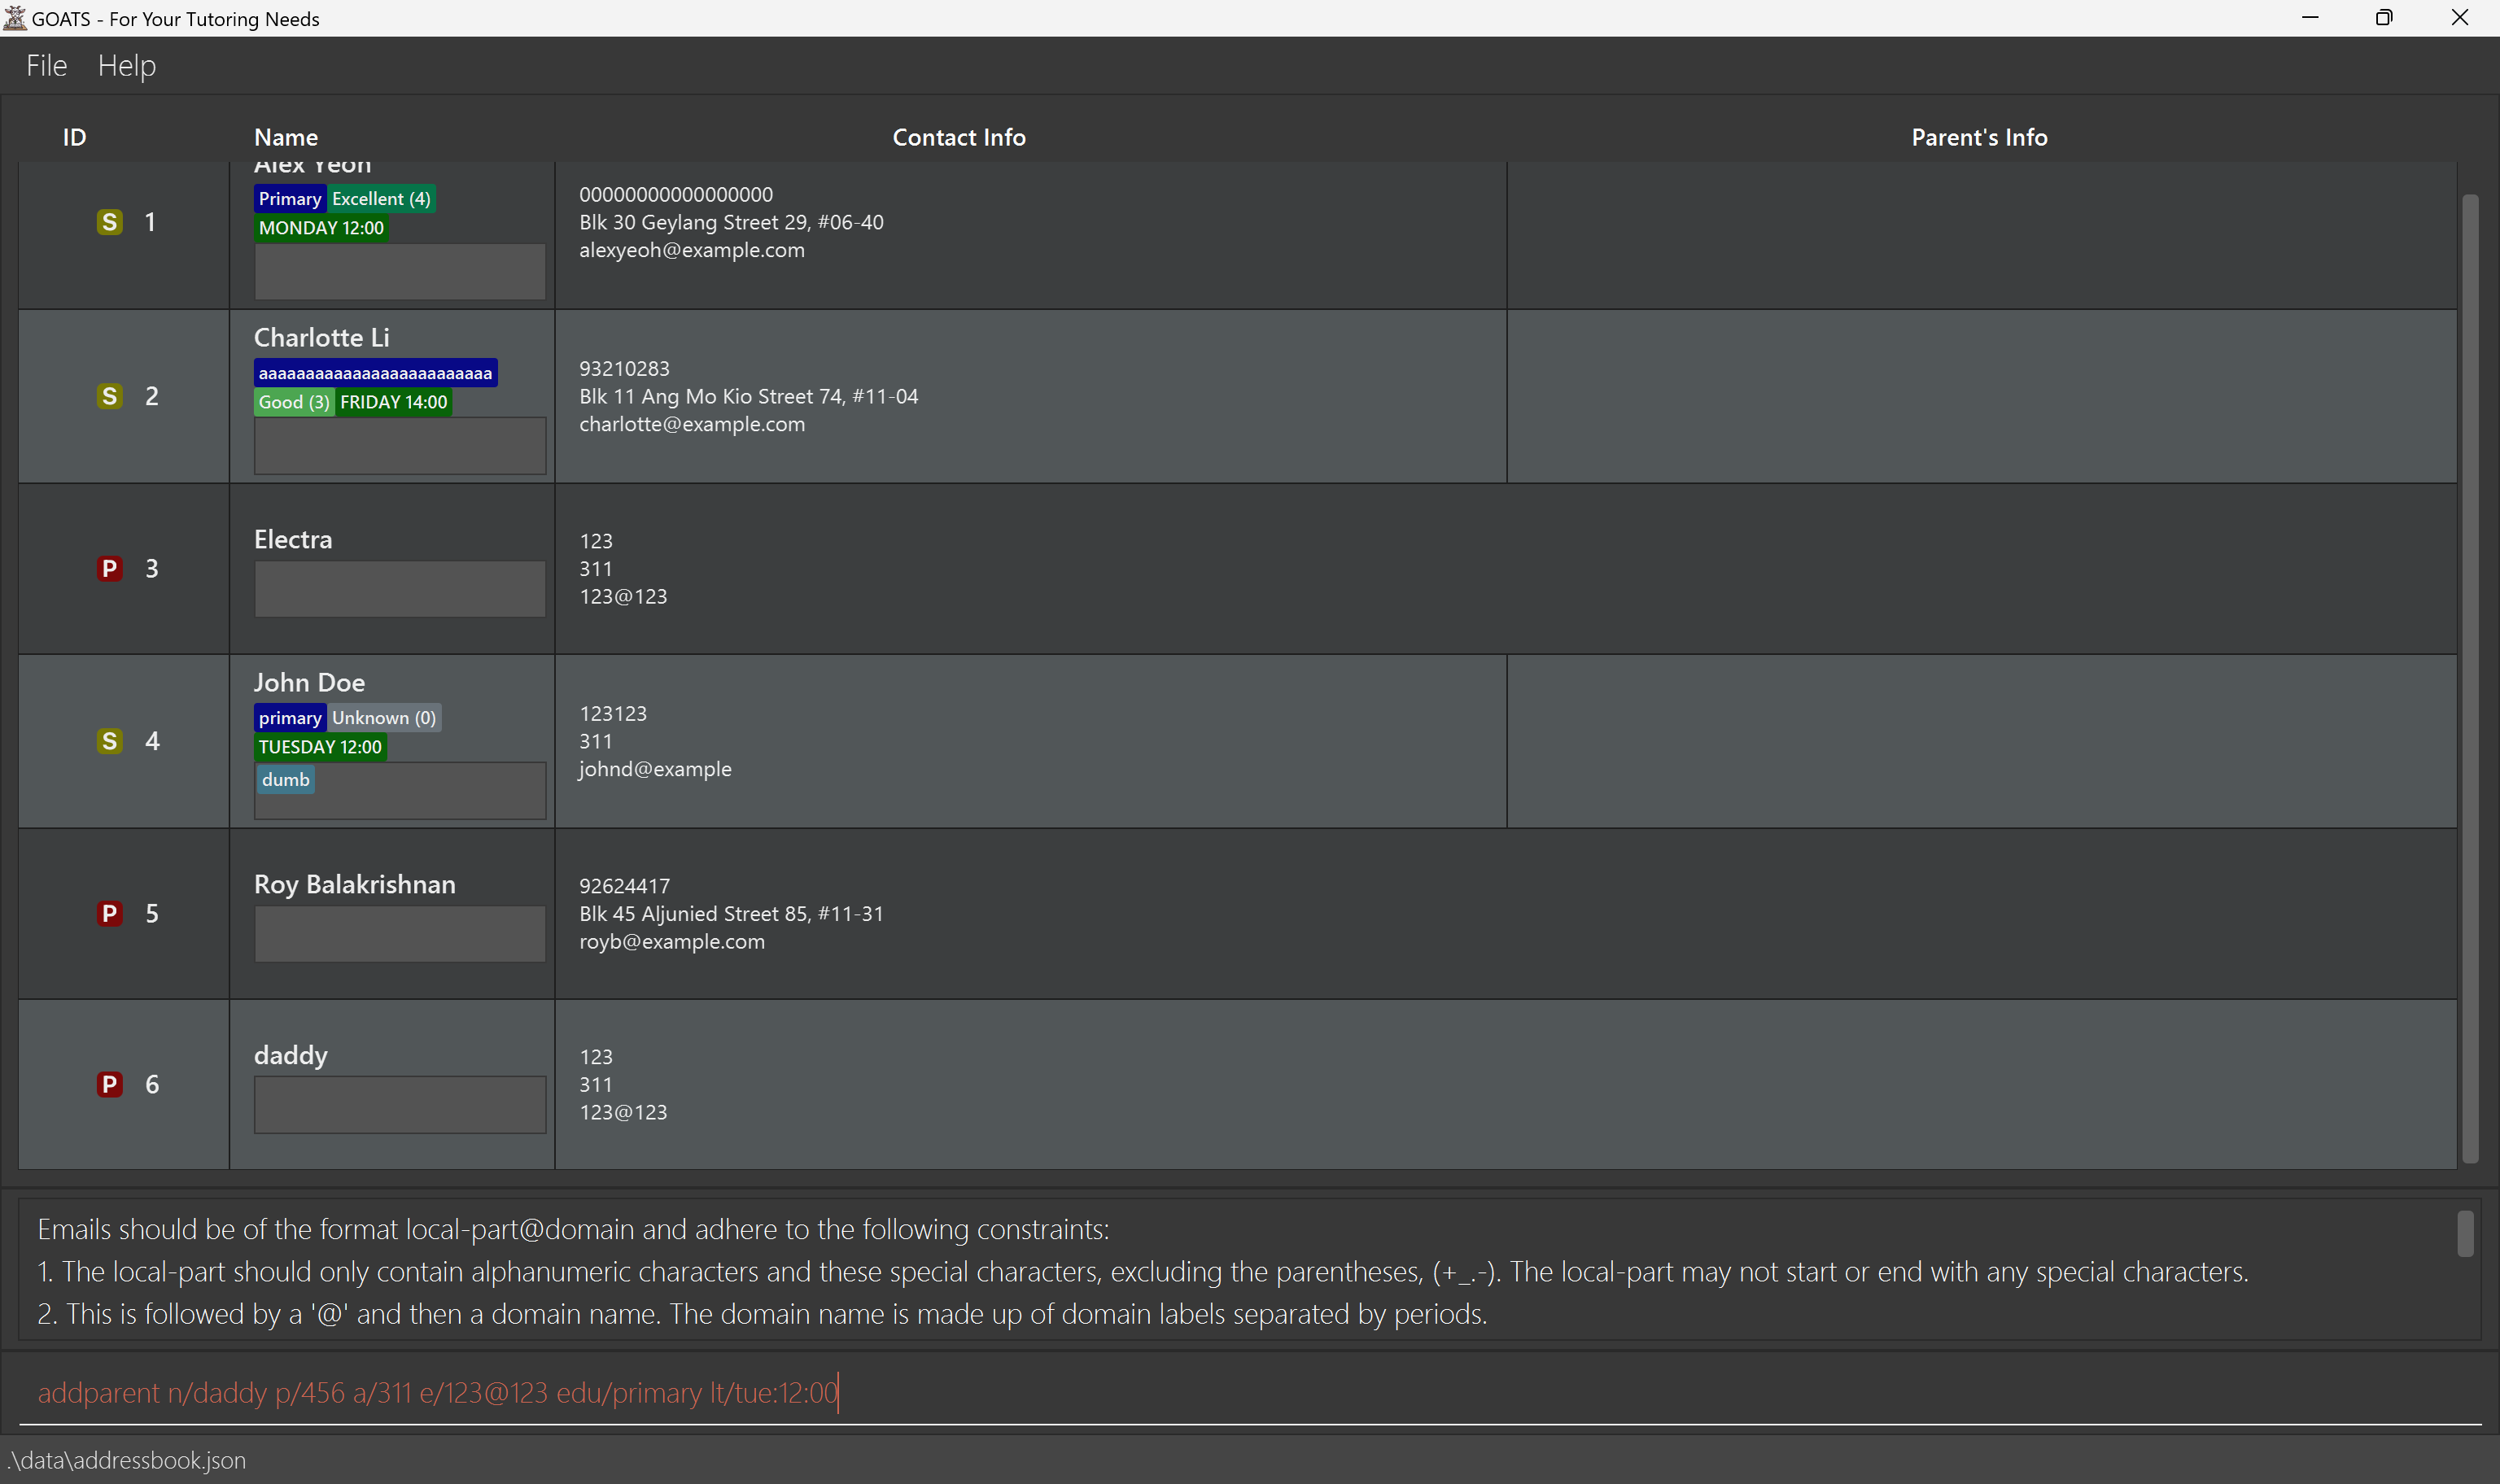 GOATS - For Your Tutoring Needs
File Help
ID Name Contact Info Parent's Info
Alex Yeoh
Primary Excellent (4)
MONDAY 12:00
S 1
00000000000000000
Blk 30 Geylang Street 29, #06-40
alexyeoh@example.com
Charlotte Li
aaaaaaaaaaaaaaaaaaaaaaaaa
Good (3) FRIDAY 14:00
S 2
93210283
Blk 11 Ang Mo Kio Street 74, #11-04
charlotte@example.com
Electra
P 3
123
311
123@123
John Doe
primary Unknown (0)
TUESDAY 12:00
dumb
S 4
123123
311
johnd@example
Roy Balakrishnan
P 5
92624417
Blk 45 Aljunied Street 85, #11-31
royb@example.com
daddy
P 6
123
311
123@123
Emails should be of the format local-part@domain and adhere to the following constraints:
1. The local-part should only contain alphanumeric characters and these special characters, excluding the parentheses, (+_.-). The local-part may not start or end with any special characters.
2. This is followed by a '@' and then a domain name. The domain name is made up of domain labels separated by periods.
addparent n/daddy p/456 a/311 e/123@123 edu/primary lt/tue:12:00
.\data\addressbook.json